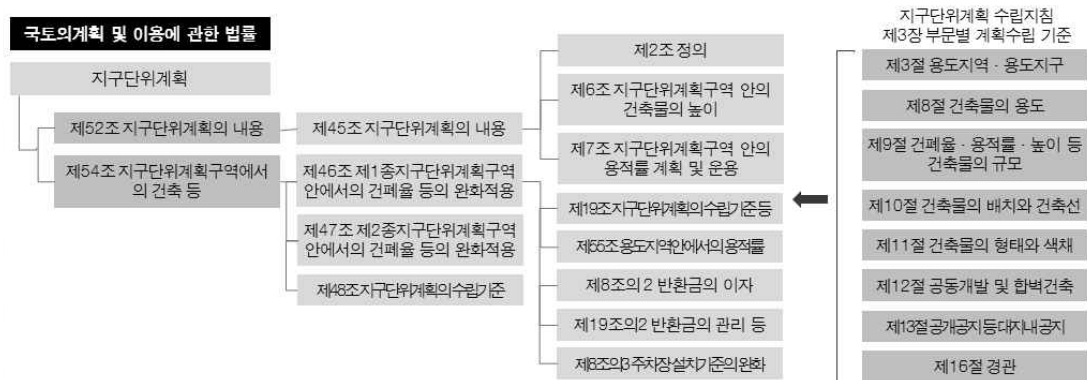 국토의계획 및 이용에 관한 법률
지구단위계획
제52조 지구단위계획의 내용
제54조 지구단위계획구역에서
의 건축 등
제45조 지구단위계획의 내용
제46조 제1종지구단위계획구역
안에서의 건폐율 등의 완화적용
제47조 제2종지구단위계획구역
안에서의 건폐율 등의 완화적용
제48조지구단위계획의수립기준
제2조 정의
제6조 지구단위계획구역 안의
건축물의 높이
제7조 지구단위계획구역 안의
용적률 계획 및 운용
제19조지구단위계획의수립기준등
제55조용도지역안에서의용적률
제8조의2 반환금의 이자
제19조의2 반환금의 관리 등
제8조의3주차장설치기준의완화
지구단위계획 수립지침
제3장 부문별 계획수립 기준
제3절 용도지역 · 용도지구
제8절 건축물의 용도
제9절 건폐율 · 용적률 · 높이 등
건축물의 규모
제10절 건축물의 배치와 건축선
제11절 건축물의 형태와 색채
제12절 공동개발 및 합벽건축
제13절공개공지등대지내공지
제16절 경관